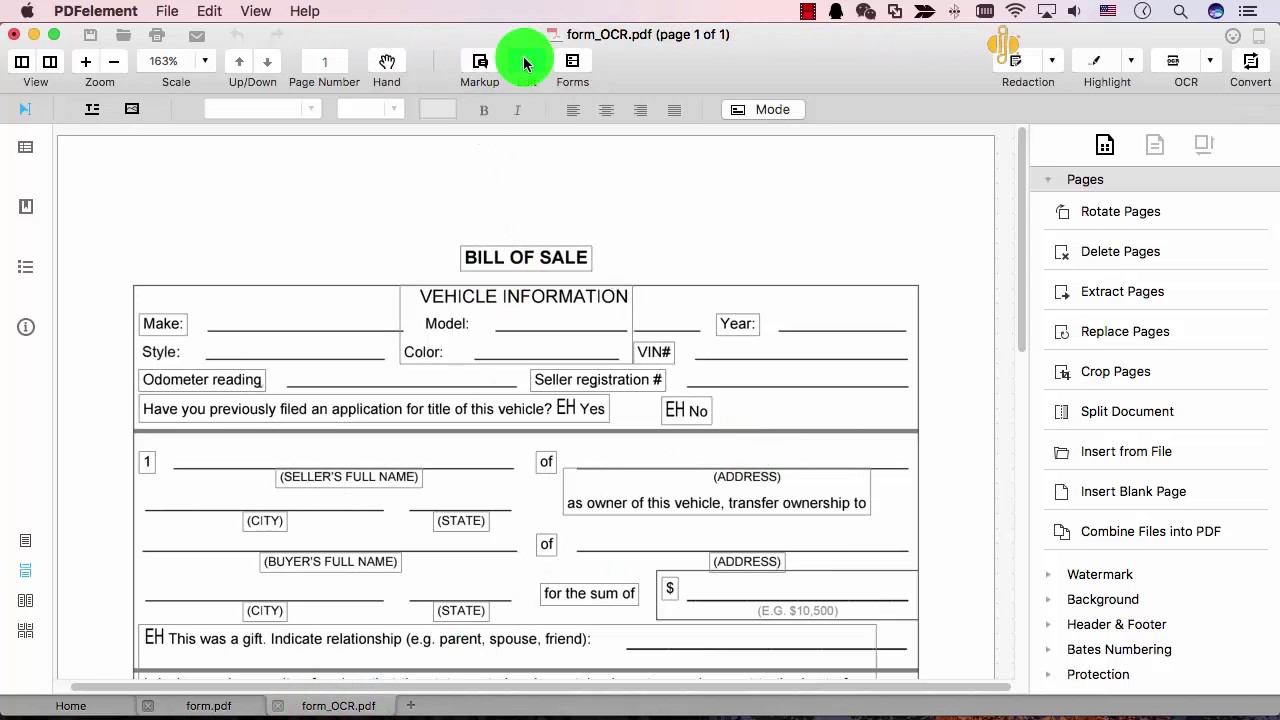 PDFelement File Edit View Help
form_OCR.pdf (page 1 of 1)
163% 1
View Zoom Scale Up/Down Page Number Hand Markup Edit Forms Redaction Highlight OCR Convert
B I Mode
Pages
Rotate Pages
Delete Pages
Extract Pages
Replace Pages
Crop Pages
Split Document
Insert from File
Insert Blank Page
Combine Files into PDF
Watermark
Background
Header & Footer
Bates Numbering
Protection
BILL OF SALE
VEHICLE INFORMATION
Make: Model: Year:
Style: Color: VIN#
Odometer reading Seller registration #
Have you previously filed an application for title of this vehicle? EH Yes EH No
1 of
(SELLER'S FULL NAME) (ADDRESS)
as owner of this vehicle, transfer ownership to
(CITY) (STATE)
of
(BUYER'S FULL NAME) (ADDRESS)
for the sum of $
(CITY) (STATE) (E.G. $10,500)
EH This was a gift. Indicate relationship (e.g. parent, spouse, friend):
Home form.pdf form_OCR.pdf +